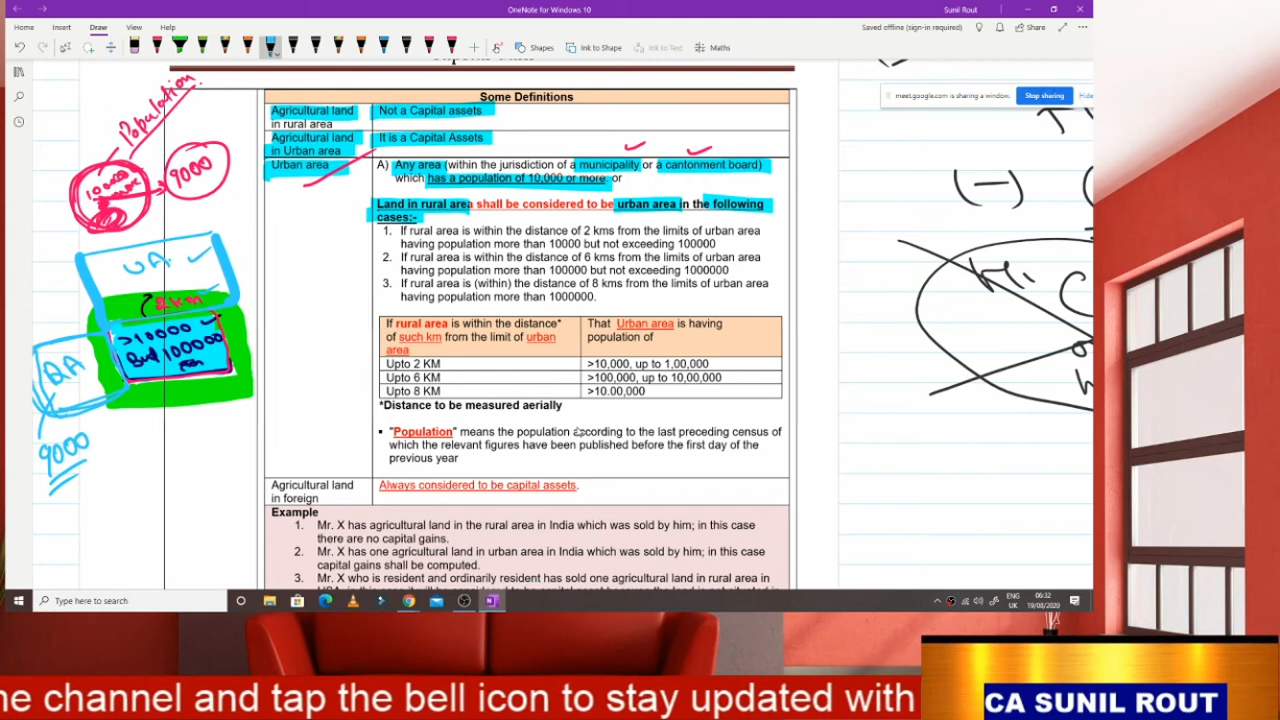 OneNote for Windows 10
Sunil Rout
Home Insert Draw View Help
Saved offline (sign-in required)
Share
Shapes
Ink to Shape
Ink to Text
Maths
meet.google.com is sharing a window.
Stop sharing
Hide
Some Definitions
Agricultural land
in rural area
Not a Capital assets
Agricultural land
in Urban area
It is a Capital Assets
Urban area
A) Any area (within the jurisdiction of a municipality or a cantonment board)
which has a population of 10,000 or more or
Land in rural area shall be considered to be urban area in the following
cases:-
1. If rural area is within the distance of 2 kms from the limits of urban area
having population more than 10000 but not exceeding 100000
2. If rural area is within the distance of 6 kms from the limits of urban area
having population more than 100000 but not exceeding 1000000
3. If rural area is (within) the distance of 8 kms from the limits of urban area
having population more than 1000000.
If rural area is within the distance*
of such km from the limit of urban
area
That Urban area is having
population of
Upto 2 KM >10,000, up to 1,00,000
Upto 6 KM >100,000, up to 10,00,000
Upto 8 KM >10.00,000
*Distance to be measured aerially
▪ "Population" means the population according to the last preceding census of
which the relevant figures have been published before the first day of the
previous year
Agricultural land
in foreign
Always considered to be capital assets.
Example
1. Mr. X has agricultural land in the rural area in India which was sold by him; in this case
there are no capital gains.
2. Mr. X has one agricultural land in urban area in India which was sold by him; in this case
capital gains shall be computed.
3. Mr. X who is resident and ordinarily resident has sold one agricultural land in rural area in
Population
9000
UA
2km
>10000
But 100000
RA
9000
(-)
Type here to search
ENG
UK
06:32
19/08/2020
ne channel and tap the bell icon to stay updated with
CA SUNIL ROUT